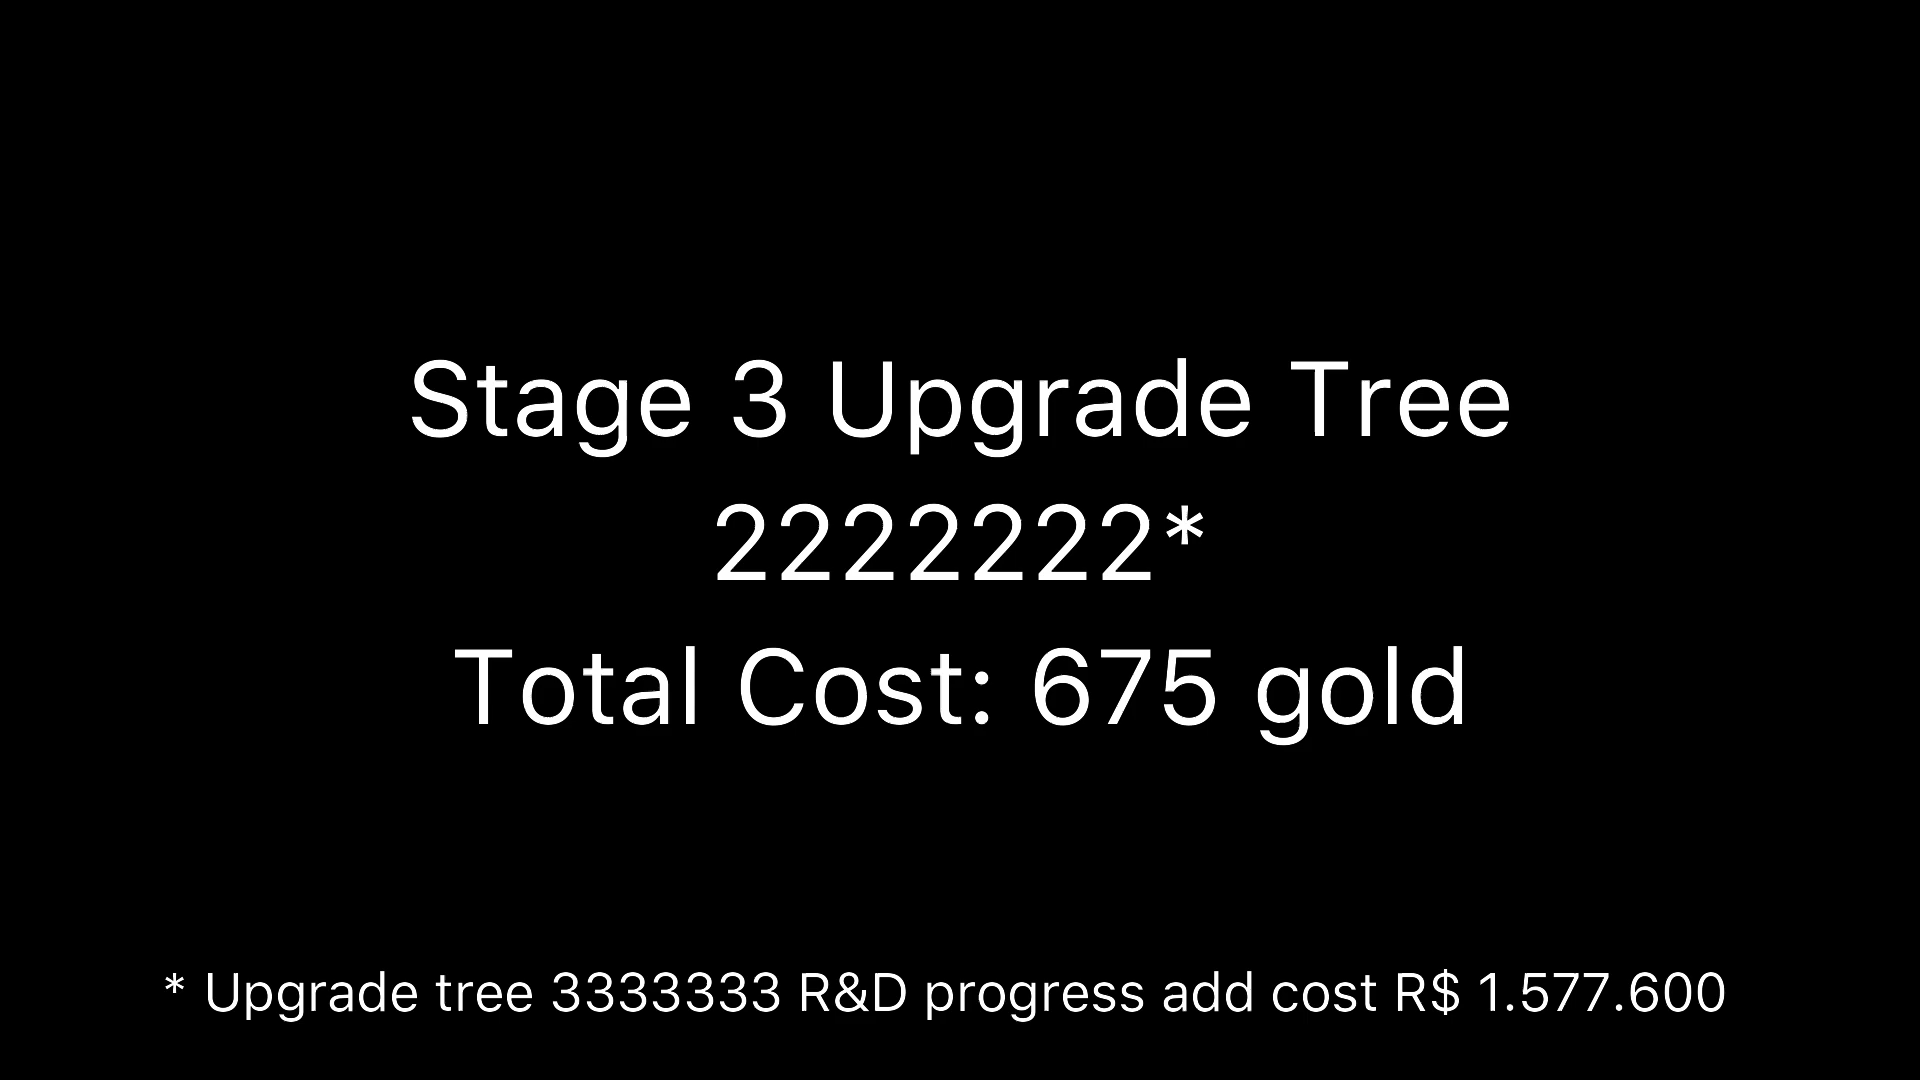 Stage 3 Upgrade Tree
2222222*
Total Cost: 675 gold
* Upgrade tree 3333333 R&D progress add cost R$ 1.577.600